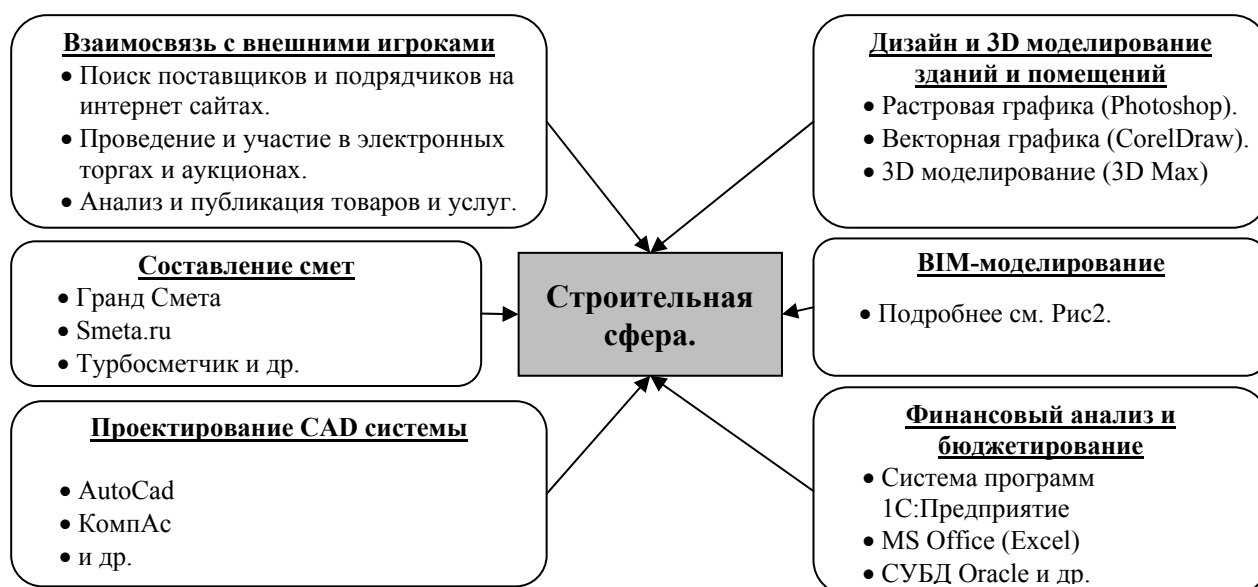 Взаимосвязь с внешними игроками
• Поиск поставщиков и подрядчиков на
интернет сайтах.
• Проведение и участие в электронных
торгах и аукционах.
• Анализ и публикация товаров и услуг.
Дизайн и 3D моделирование
зданий и помещений
• Растровая графика (Photoshop).
• Векторная графика (CorelDraw).
• 3D моделирование (3D Max)
Составление смет
• Гранд Смета
• Smeta.ru
• Турбосметчик и др.
Строительная
сфера.
BIM-моделирование
• Подробнее см. Рис2.
Проектирование CAD системы
• AutoCad
• КомпАс
• и др.
Финансовый анализ и
бюджетирование
• Система программ
1С:Предприятие
• MS Office (Excel)
• СУБД Oracle и др.